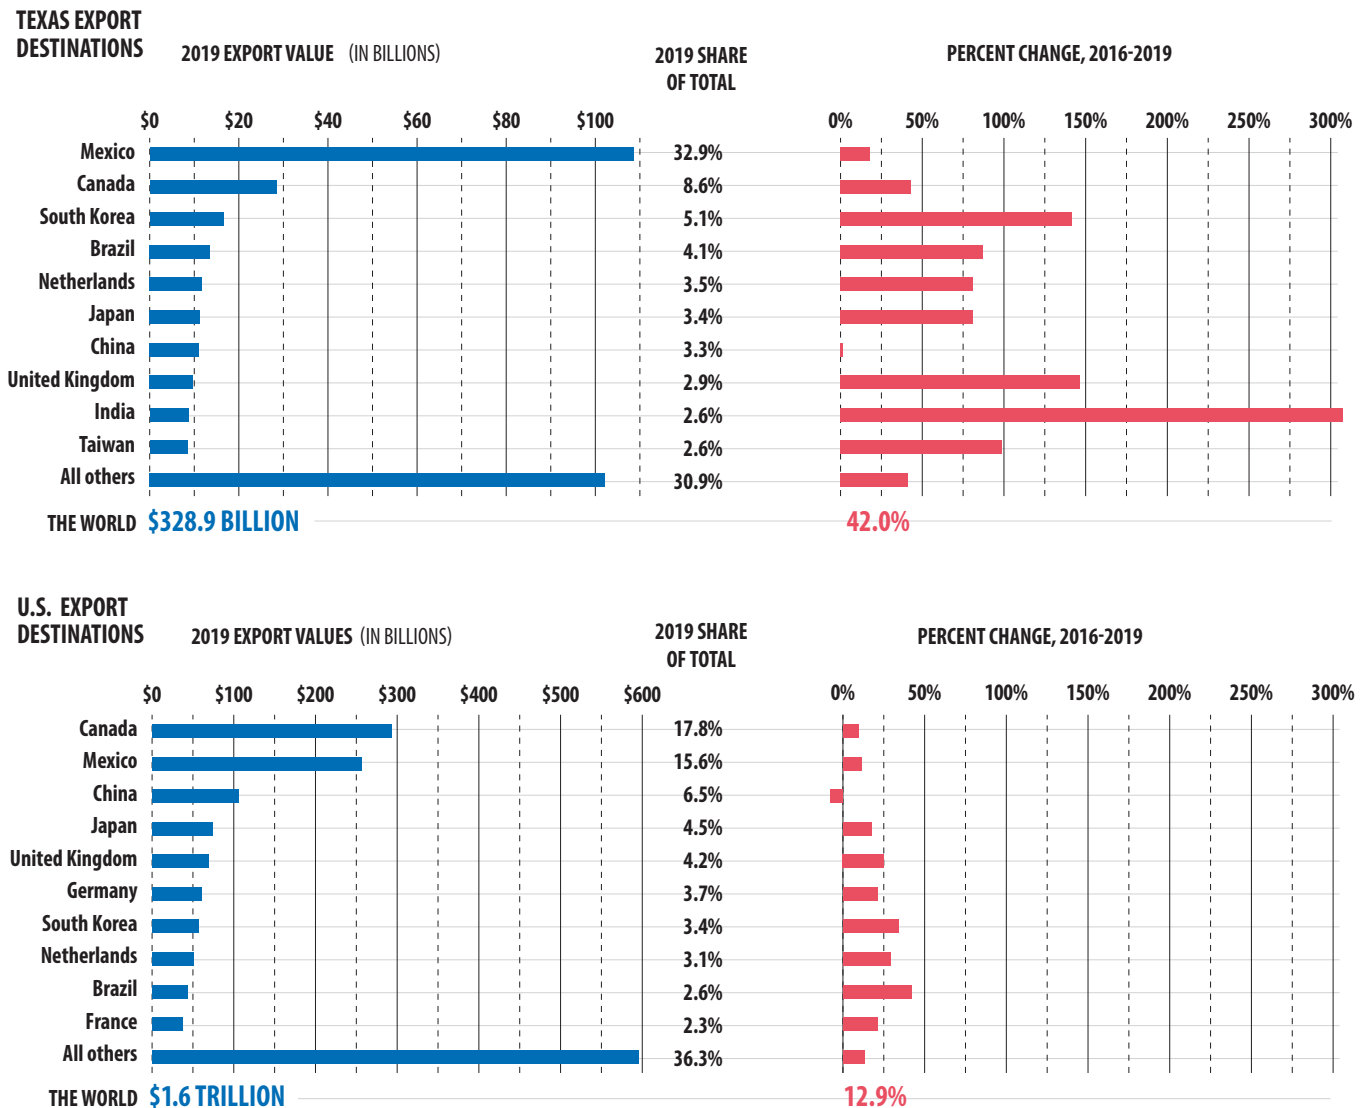 TEXAS EXPORT
DESTINATIONS
2019 EXPORT VALUE (IN BILLIONS)
2019 SHARE
OF TOTAL
PERCENT CHANGE, 2016-2019
$0 $20 $40 $60 $80 $100
0% 50% 100% 150% 200% 250% 300%
Mexico 32.9%
Canada 8.6%
South Korea 5.1%
Brazil 4.1%
Netherlands 3.5%
Japan 3.4%
China 3.3%
United Kingdom 2.9%
India 2.6%
Taiwan 2.6%
All others 30.9%
THE WORLD $328.9 BILLION 42.0%
U.S. EXPORT
DESTINATIONS
2019 EXPORT VALUES (IN BILLIONS)
2019 SHARE
OF TOTAL
PERCENT CHANGE, 2016-2019
$0 $100 $200 $300 $400 $500 $600
0% 50% 100% 150% 200% 250% 300%
Canada 17.8%
Mexico 15.6%
China 6.5%
Japan 4.5%
United Kingdom 4.2%
Germany 3.7%
South Korea 3.4%
Netherlands 3.1%
Brazil 2.6%
France 2.3%
All others 36.3%
THE WORLD $1.6 TRILLION 12.9%